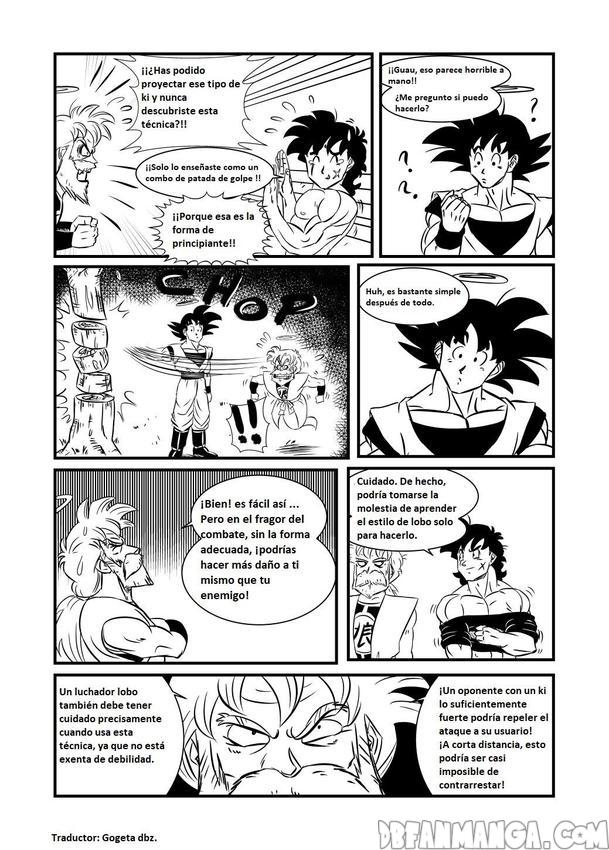 ¡¡¿Has podido
proyectar ese tipo de
ki y nunca
descubriste esta
técnica?!!
¡¡Solo lo enseñaste como un
combo de patada de golpe !!
¡¡Porque esa es la
forma de
principiante!!
¡¡Guau, eso parece horrible a
mano!!
¿Me pregunto si puedo
hacerlo?
?
?
CHOP
!!
Huh, es bastante simple
después de todo.
¡Bien! es fácil así ...
Pero en el fragor del
combate, sin la forma
adecuada, ¡podrías
hacer más daño a ti
mismo que tu
enemigo!
Cuidado. De hecho,
podría tomarse la
molestia de aprender
el estilo de lobo solo
para hacerlo.
狼
Un luchador lobo
también debe tener
cuidado precisamente
cuando usa esta
técnica, ya que no está
exenta de debilidad.
¡Un oponente con un ki
lo suficientemente
fuerte podría repeler el
ataque a su usuario!
¡A corta distancia, esto
podría ser casi
imposible de
contrarrestar!
Traductor: Gogeta dbz.
DBFANMANGA.COM